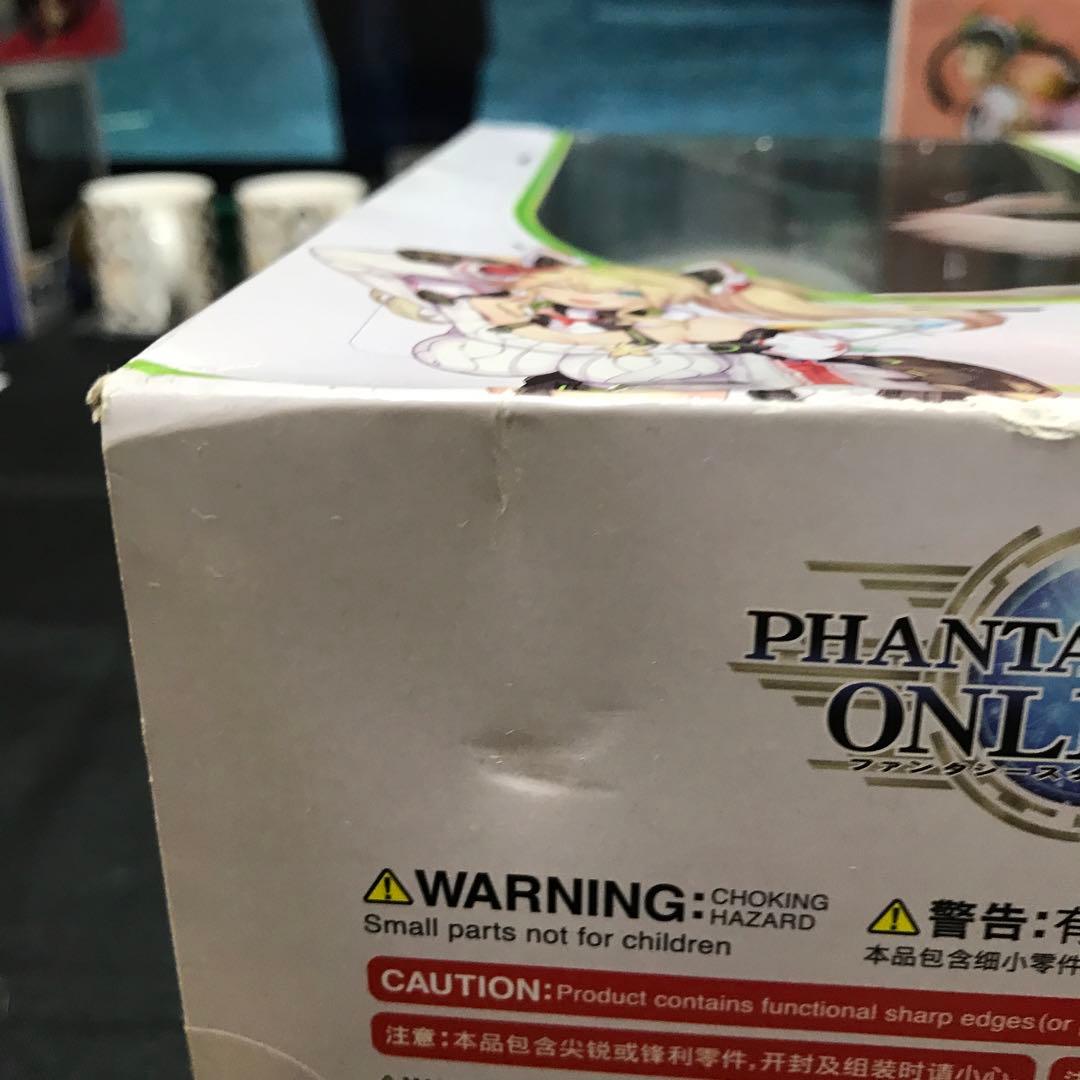 PHANTA
ONLI
ファンタシースタ
WARNING: CHOKING HAZARD
Small parts not for children
警告:有
本品包含细小零件
CAUTION: Product contains functional sharp edges (or
注意:本品包含尖锐或锋利零件,开封及组装时请小心